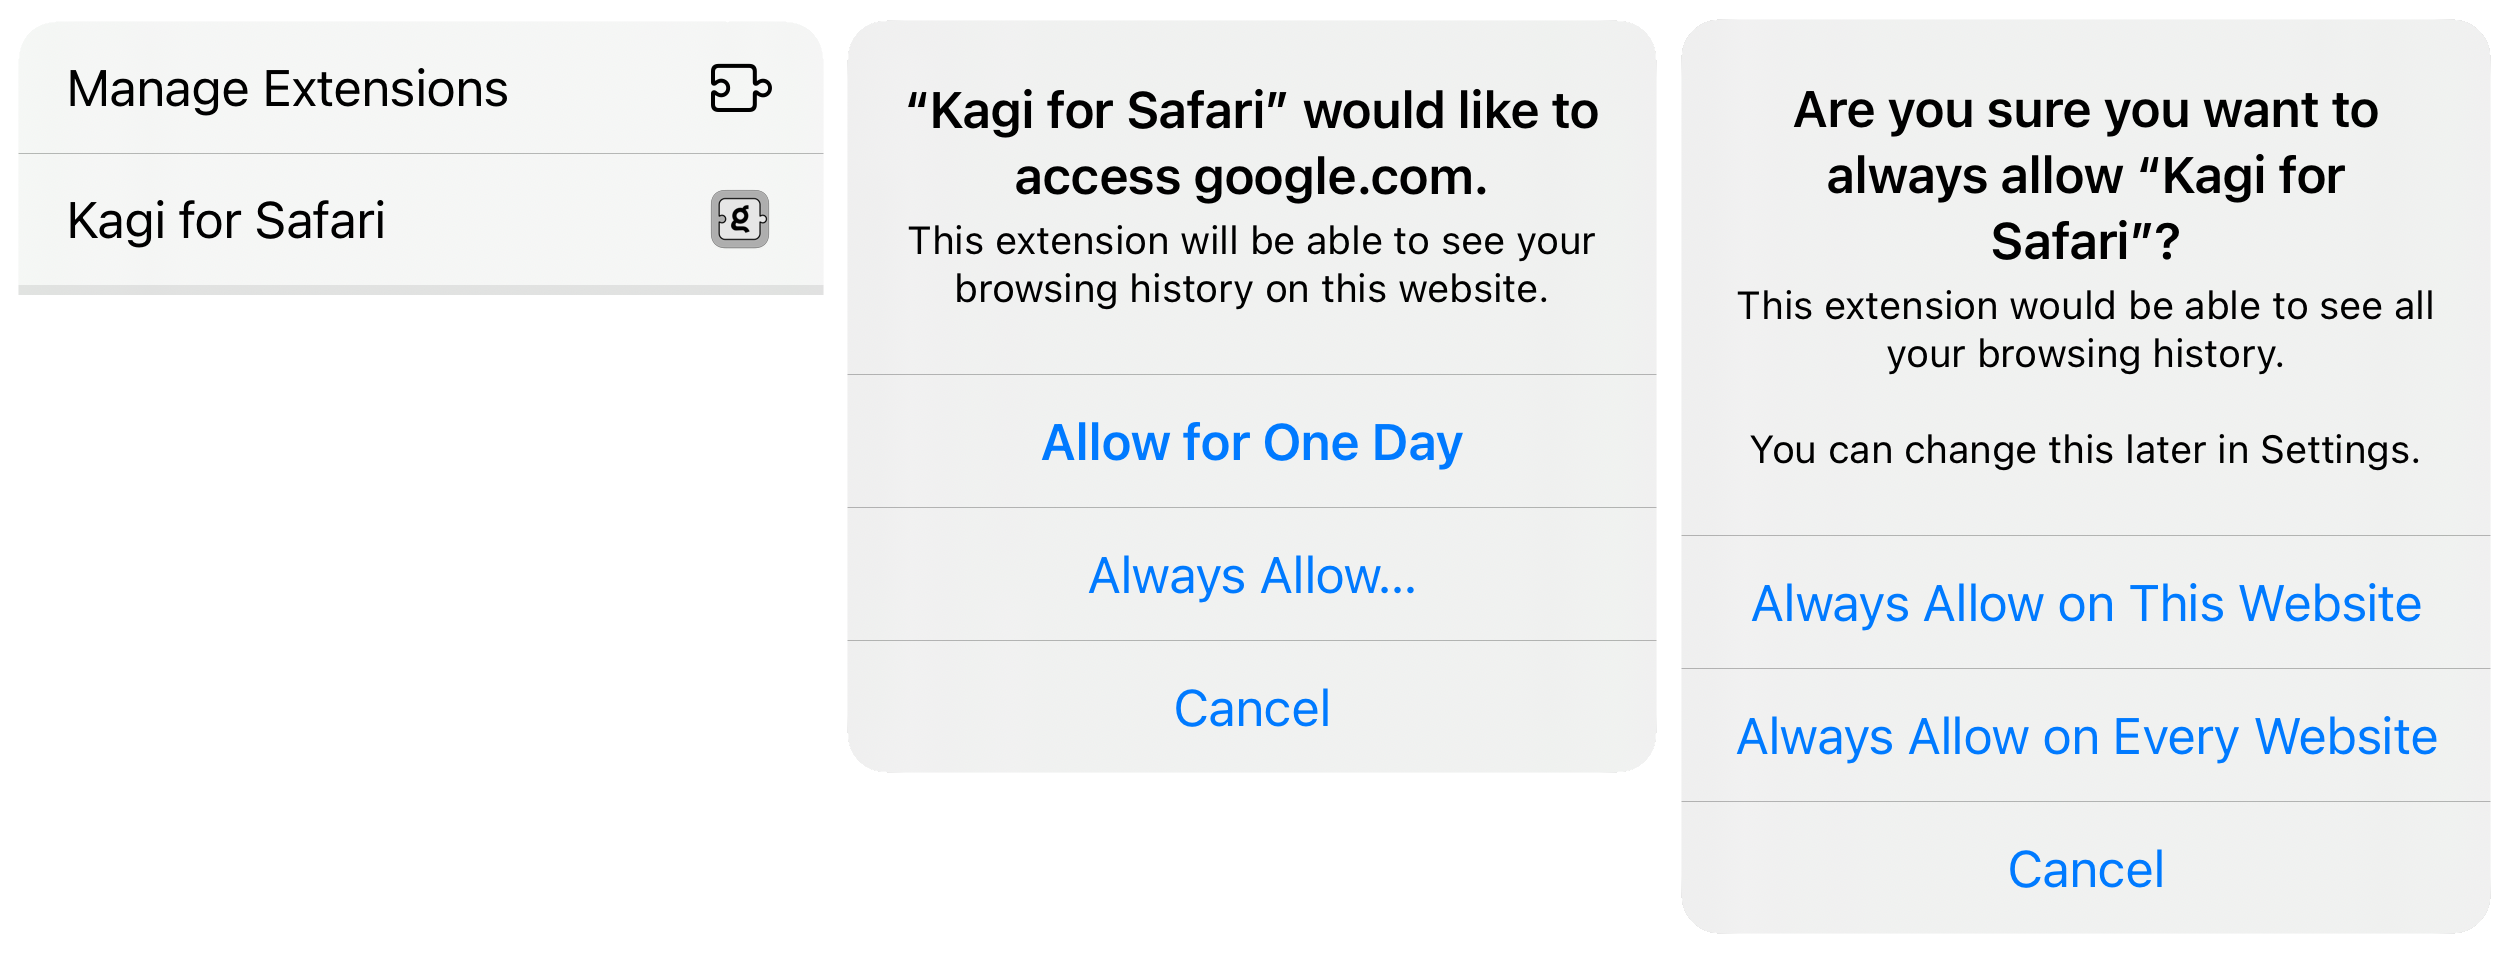 Manage Extensions
Kagi for Safari
“Kagi for Safari” would like to
access google.com.
This extension will be able to see your
browsing history on this website.
Allow for One Day
Always Allow...
Cancel
Are you sure you want to
always allow “Kagi for
Safari”?
This extension would be able to see all
your browsing history.
You can change this later in Settings.
Always Allow on This Website
Always Allow on Every Website
Cancel